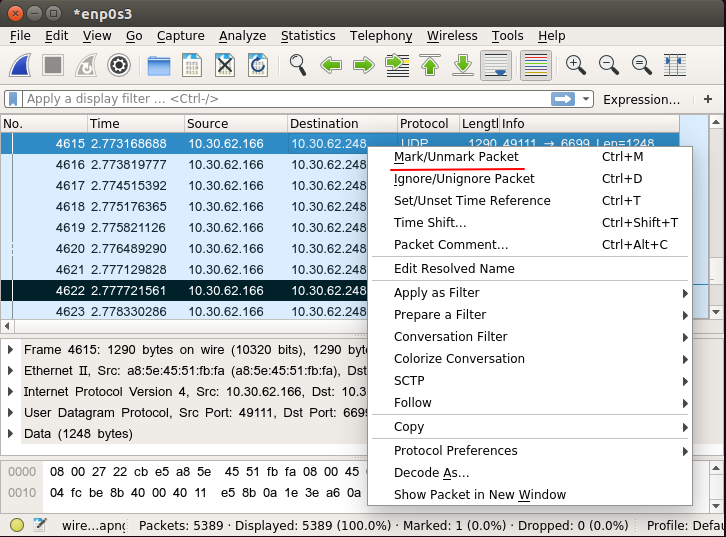 *enp0s3
File Edit View Go Capture Analyze Statistics Telephony Wireless Tools Help
Apply a display filter ... <Ctrl-/> Expression... +
No. Time Source Destination Protocol Length Info
4615 2.773168688 10.30.62.166 10.30.62.248 UDP 1290 49111 → 6699 Len=1248
4616 2.773819777 10.30.62.166 10.30.62.248
4617 2.774515392 10.30.62.166 10.30.62.248
4618 2.775176365 10.30.62.166 10.30.62.248
4619 2.775821126 10.30.62.166 10.30.62.248
4620 2.776489290 10.30.62.166 10.30.62.248
4621 2.777129828 10.30.62.166 10.30.62.248
4622 2.777721561 10.30.62.166 10.30.62.248
4623 2.778330286 10.30.62.166 10.30.62.248
Mark/Unmark Packet Ctrl+M
Ignore/Unignore Packet Ctrl+D
Set/Unset Time Reference Ctrl+T
Time Shift... Ctrl+Shift+T
Packet Comment... Ctrl+Alt+C
Edit Resolved Name
Apply as Filter
Prepare a Filter
Conversation Filter
Colorize Conversation
SCTP
Follow
Copy
Protocol Preferences
Decode As...
Show Packet in New Window
Frame 4615: 1290 bytes on wire (10320 bits), 1290 byte
Ethernet II, Src: a8:5e:45:51:fb:fa (a8:5e:45:51:fb:fa), Dst
Internet Protocol Version 4, Src: 10.30.62.166, Dst: 10.3
User Datagram Protocol, Src Port: 49111, Dst Port: 6699
Data (1248 bytes)
0000 08 00 27 22 cb e5 a8 5e 45 51 fb fa 08 00 45 0
0010 04 fc be 8b 40 00 40 11 e5 8b 0a 1e 3e a6 0a
wire...apng Packets: 5389 · Displayed: 5389 (100.0%) · Marked: 1 (0.0%) · Dropped: 0 (0.0%) Profile: Defau